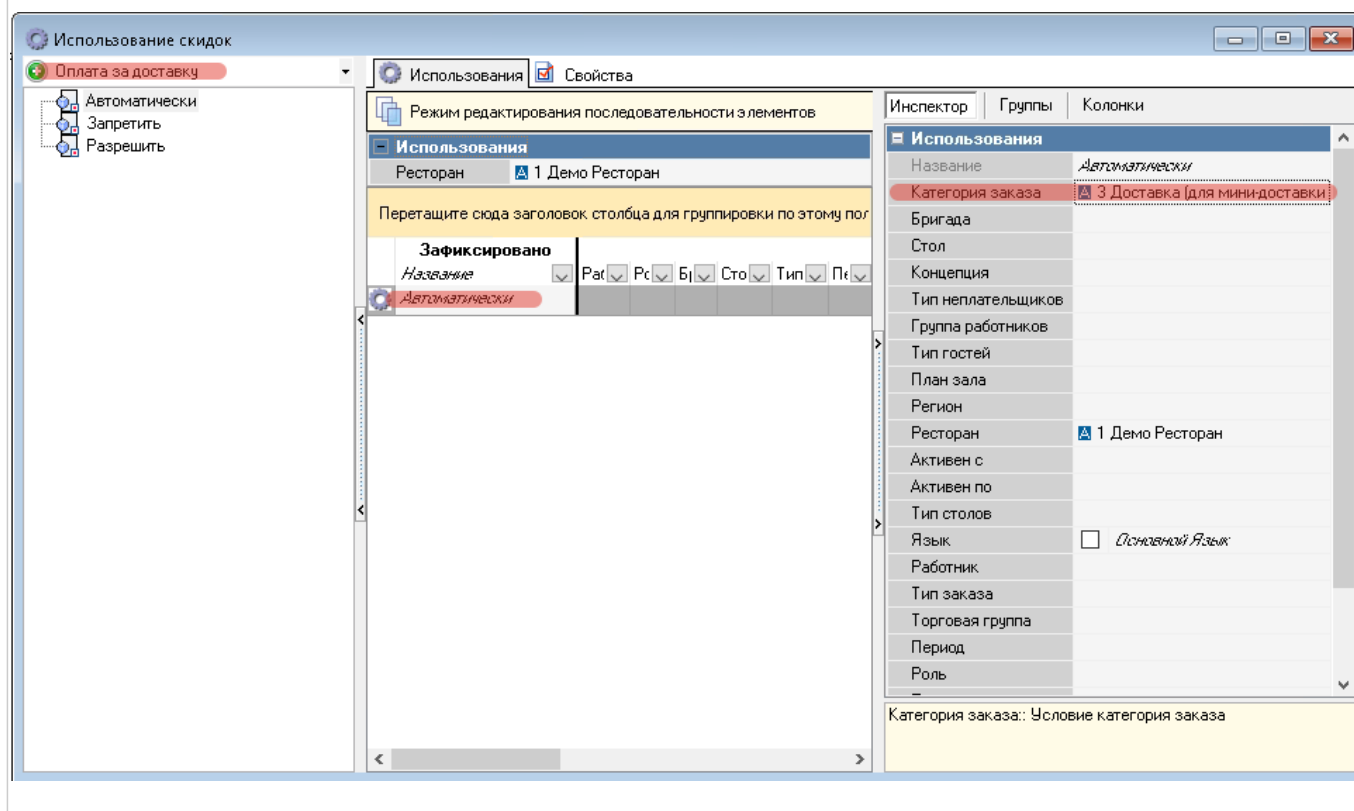 Использование скидок
Оплата за доставку
Автоматически
Запретить
Разрешить
Использования
Свойства
Режим редактирования последовательности элементов
Использования
Ресторан
1 Демо Ресторан
Перетащите сюда заголовок столбца для группировки по этому пол
Зафиксировано
Название
Сто
Тип
Автоматически
Инспектор
Группы
Колонки
Использования
Название Автоматически
Категория заказа 3 Доставка (для мини-доставки
Бригада
Стол
Концепция
Тип неплательщиков
Группа работников
Тип гостей
План зала
Регион
Ресторан 1 Демо Ресторан
Активен с
Активен по
Тип столов
Язык Основной Язык
Работник
Тип заказа
Торговая группа
Период
Роль
Категория заказа:: Условие категория заказа